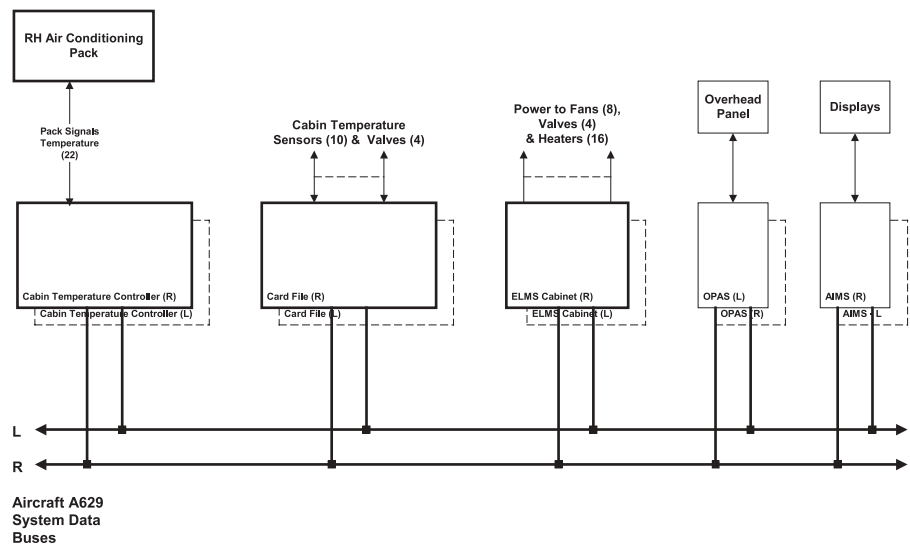 RH Air Conditioning
Pack
Pack Signals
Temperature
(22)
Cabin Temperature
Sensors (10) & Valves (4)
Power to Fans (8),
Valves (4)
& Heaters (16)
Overhead
Panel
Displays
Cabin Temperature Controller (R)
Cabin Temperature Controller (L)
Card File (R)
Card File (L)
ELMS Cabinet (R)
ELMS Cabinet (L)
OPAS (L)
OPAS (R)
AIMS (R)
AIMS - L
L
R
Aircraft A629
System Data
Buses